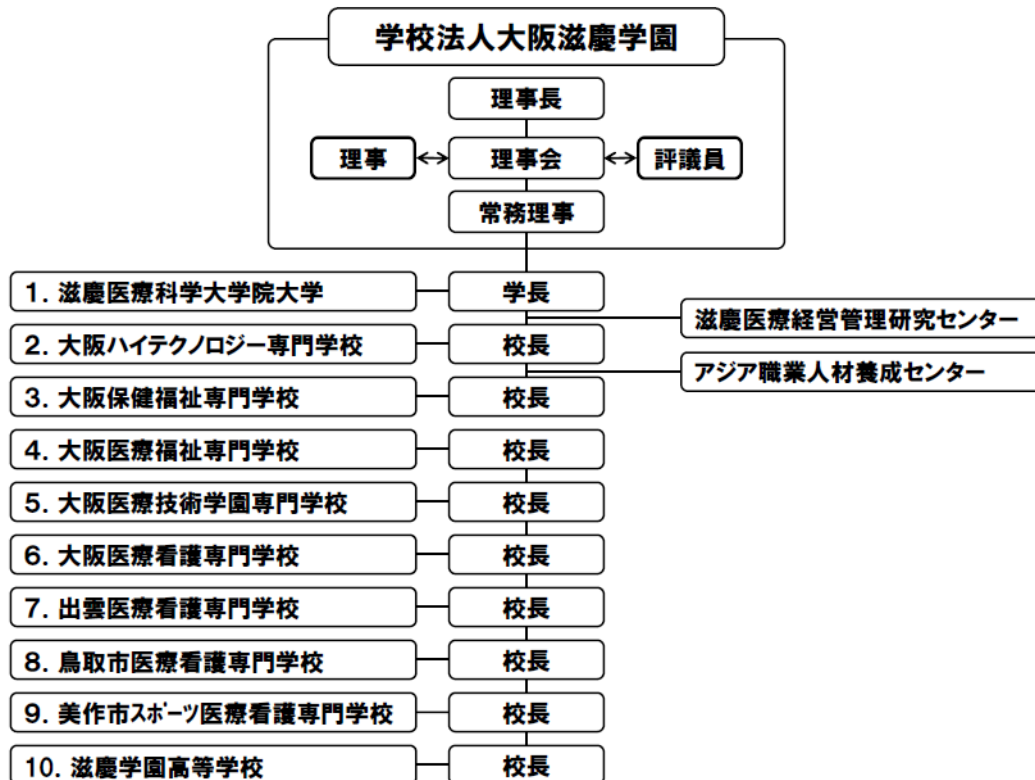 学校法人大阪滋慶学園
理事長
理事
理事会
評議員
常務理事
1. 滋慶医療科学大学院大学
学長
滋慶医療経営管理研究センター
2. 大阪ハイテクノロジー専門学校
校長
アジア職業人材養成センター
3. 大阪保健福祉専門学校
校長
4. 大阪医療福祉専門学校
校長
5. 大阪医療技術学園専門学校
校長
6. 大阪医療看護専門学校
校長
7. 出雲医療看護専門学校
校長
8. 鳥取市医療看護専門学校
校長
9. 美作市スポーツ医療看護専門学校
校長
10. 滋慶学園高等学校
校長